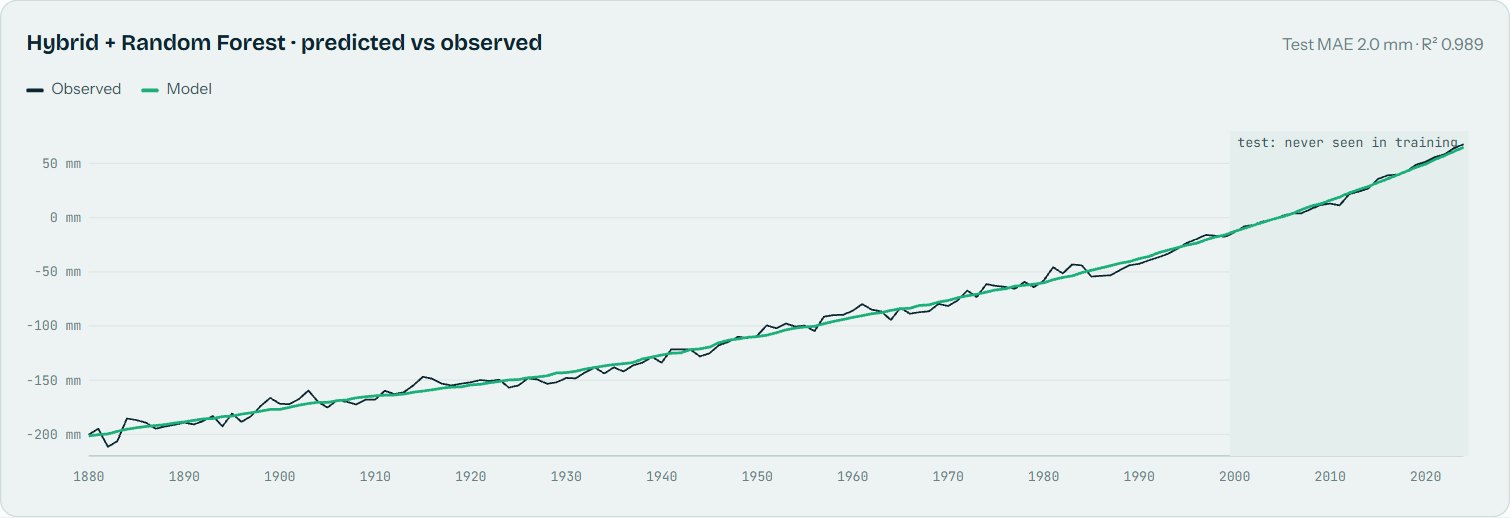 Hybrid + Random Forest · predicted vs observed
Test MAE 2.0 mm · R² 0.989
Observed
Model
test: never seen in training
50 mm
0 mm
-50 mm
-100 mm
-150 mm
-200 mm
1880 1890 1900 1910 1920 1930 1940 1950 1960 1970 1980 1990 2000 2010 2020